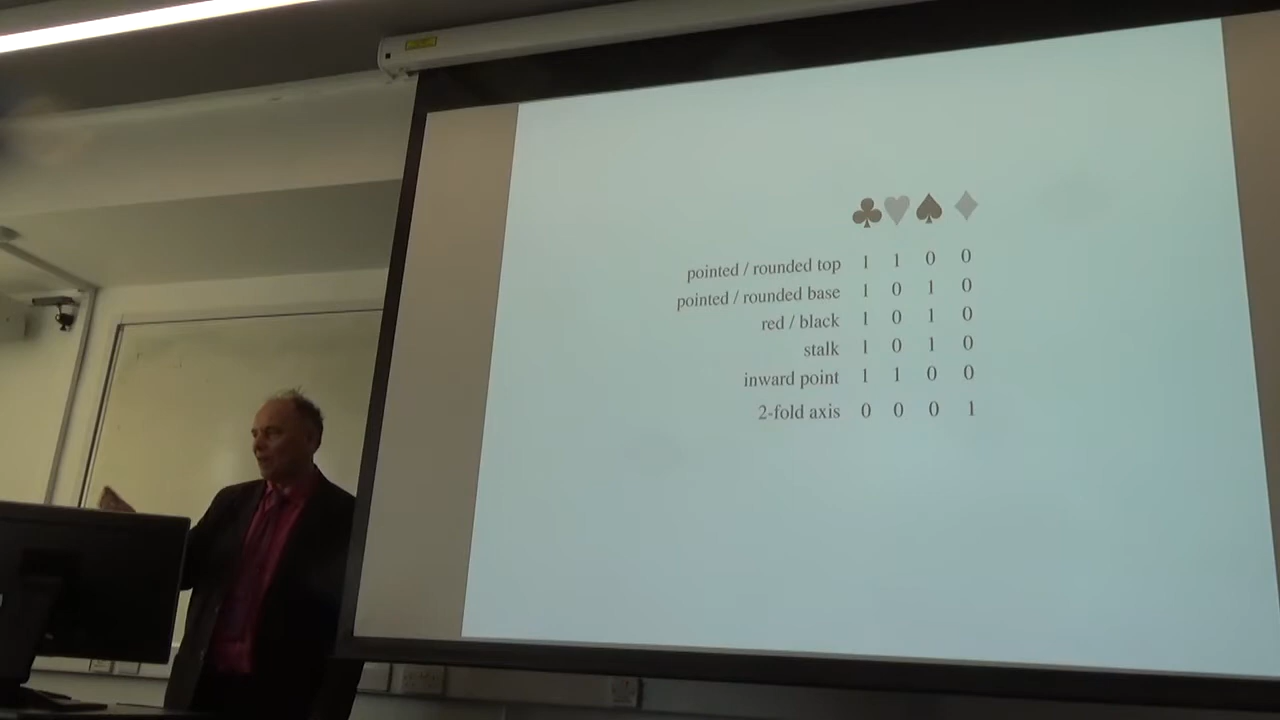 ♣ ♥ ♠ ♦
pointed / rounded top 1 1 0 0
pointed / rounded base 1 0 1 0
red / black 1 0 1 0
stalk 1 0 1 0
inward point 1 1 0 0
2-fold axis 0 0 0 1